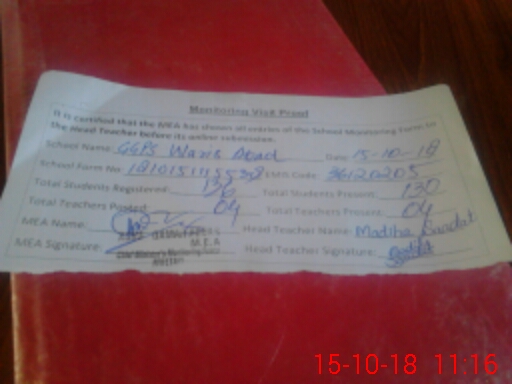 Monitoring Visit Proof
It is certified that the MEA has shown all entries of the School Monitoring Form to
the Head Teacher before its online submission.
School Name: GGPS Waris Abad Date: 15-10-18
School Form No: EMIS Code: 36120205
Total Students Registered: 130 Total Students Present: 130
Total Teachers Posted: 04 Total Teachers Present: 04
MEA Name: Head Teacher Name: Madiha Saadat
M.E.A
MEA Signature: Head Teacher Signature:
15-10-18 11:16